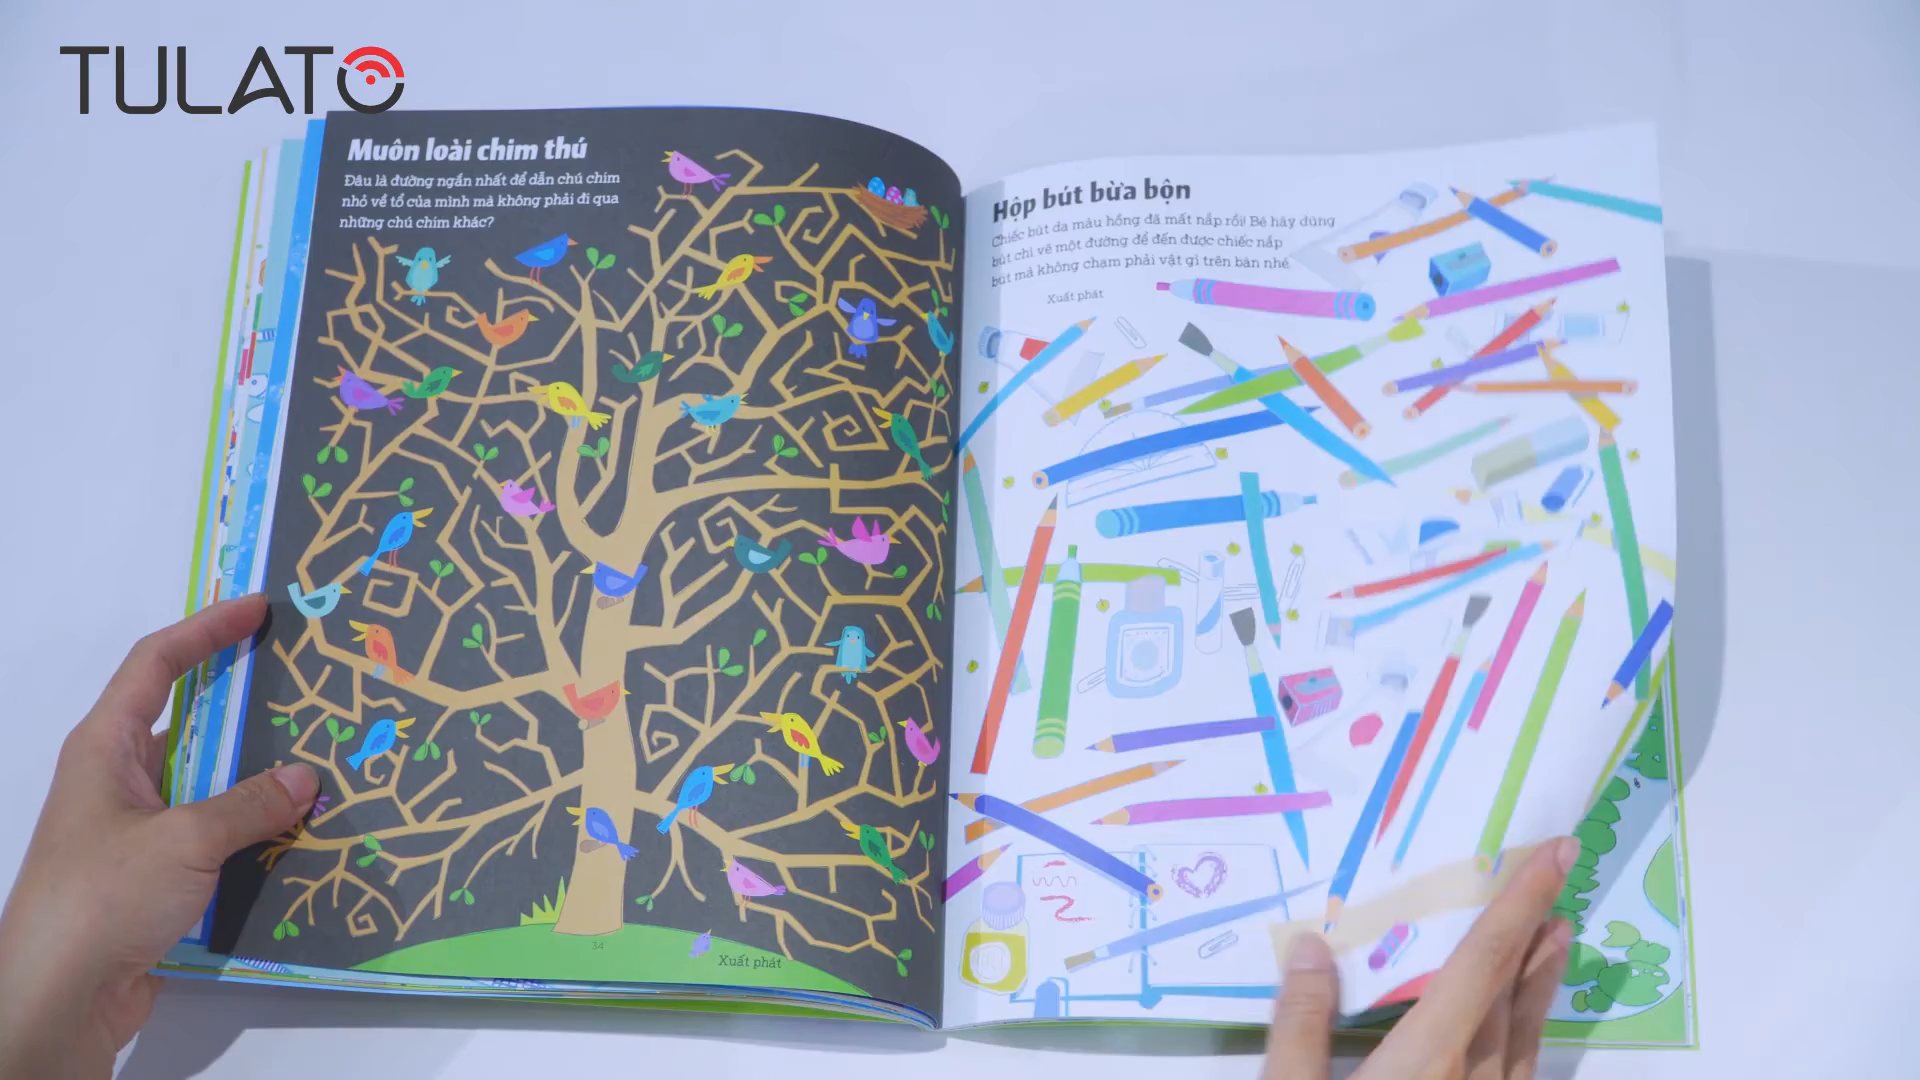 TULATO
Muôn loài chim thú
Đâu là đường ngắn nhất để dẫn chú chim
nhỏ về tổ của mình mà không phải đi qua
những chú chim khác?
34
Xuất phát
Hộp bút bừa bộn
Chiếc bút dạ màu hồng đã mất nắp rồi! Bé hãy dùng
bút chì vẽ một đường để đến được chiếc nắp
bút mà không chạm phải vật gì trên bàn nhé
Xuất phát